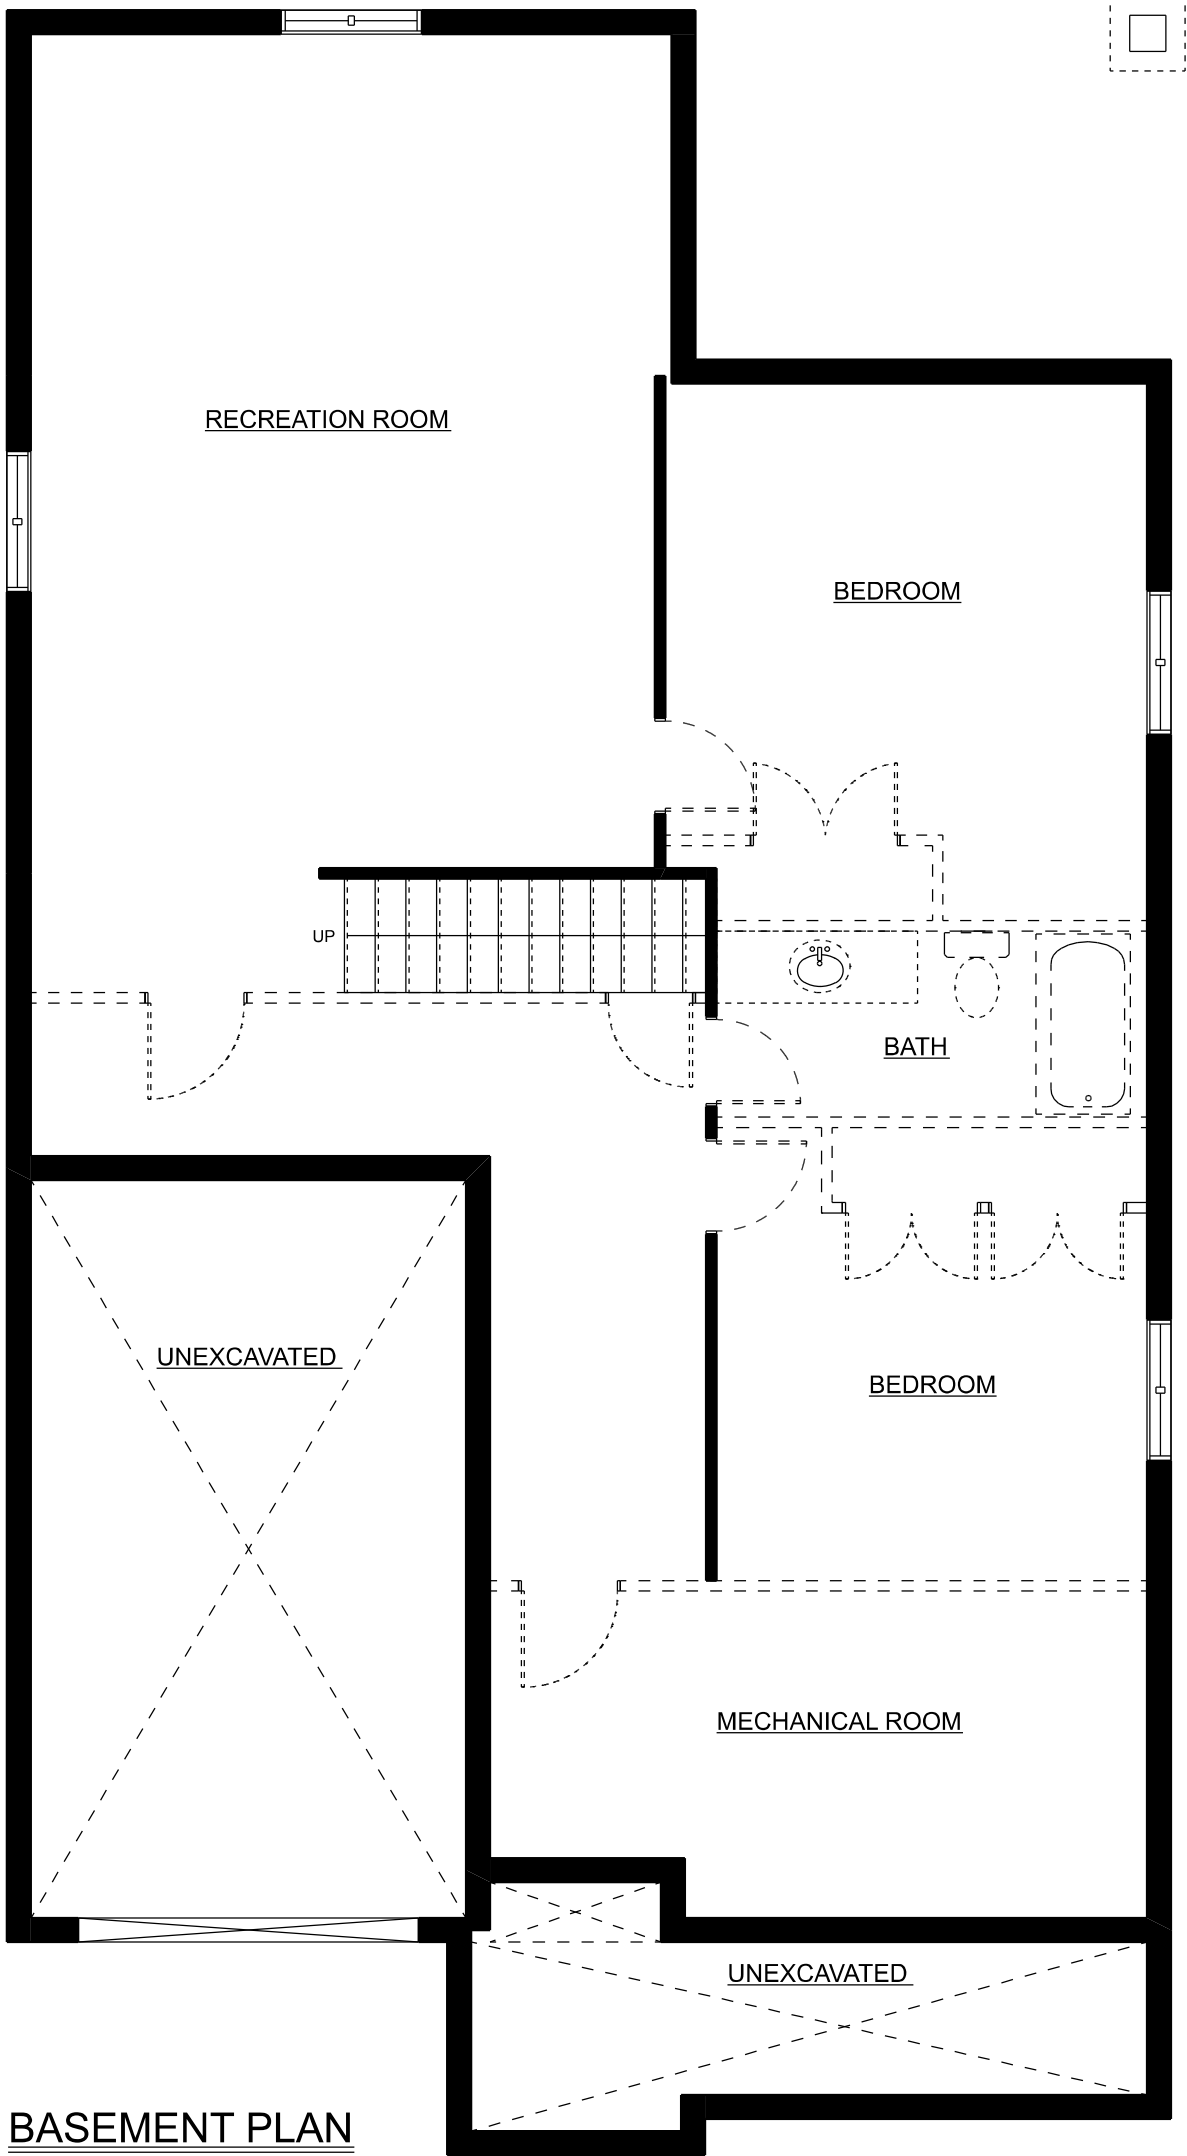 RECREATION ROOM
BEDROOM
UP
BATH
UNEXCAVATED
BEDROOM
MECHANICAL ROOM
UNEXCAVATED
BASEMENT PLAN